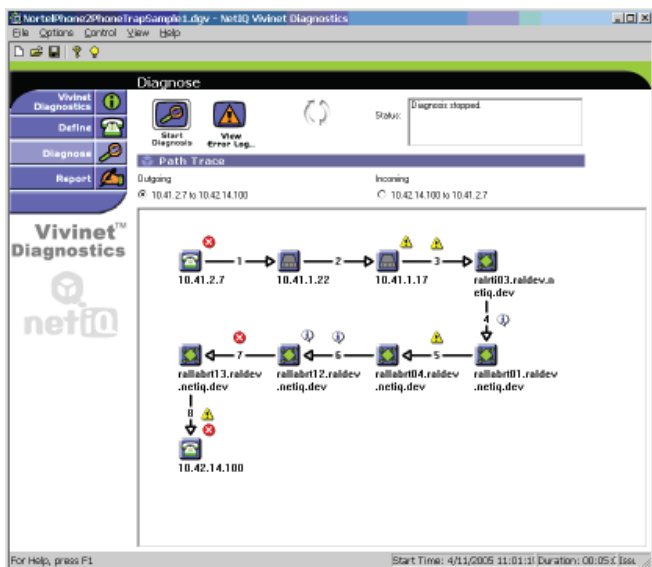 NortelPhone2PhoneTrapSample1.dgv - NetIQ Vivinet Diagnostics
File Options Control View Help
Diagnose
Vivinet Diagnostics
Define
Diagnose
Report
Start Diagnosis
View Error Log...
Status:
Diagnosis stopped.
Path Trace
Outgoing
Incoming
10.41.2.7 to 10.42.14.100
10.42.14.100 to 10.41.2.7
Vivinet™
Diagnostics
netiQ
1
2
3
10.41.2.7
10.41.1.22
10.41.1.17
ralrti03.raldev.n
etiq.dev
4
7
6
5
rallabrt13.raldev
.netiq.dev
rallabrt12.raldev
.netiq.dev
rallabrt04.raldev
.netiq.dev
rallabrt01.raldev
.netiq.dev
8
10.42.14.100
For Help, press F1
Start Time: 4/11/2005 11:01:1
Duration: 00:05: